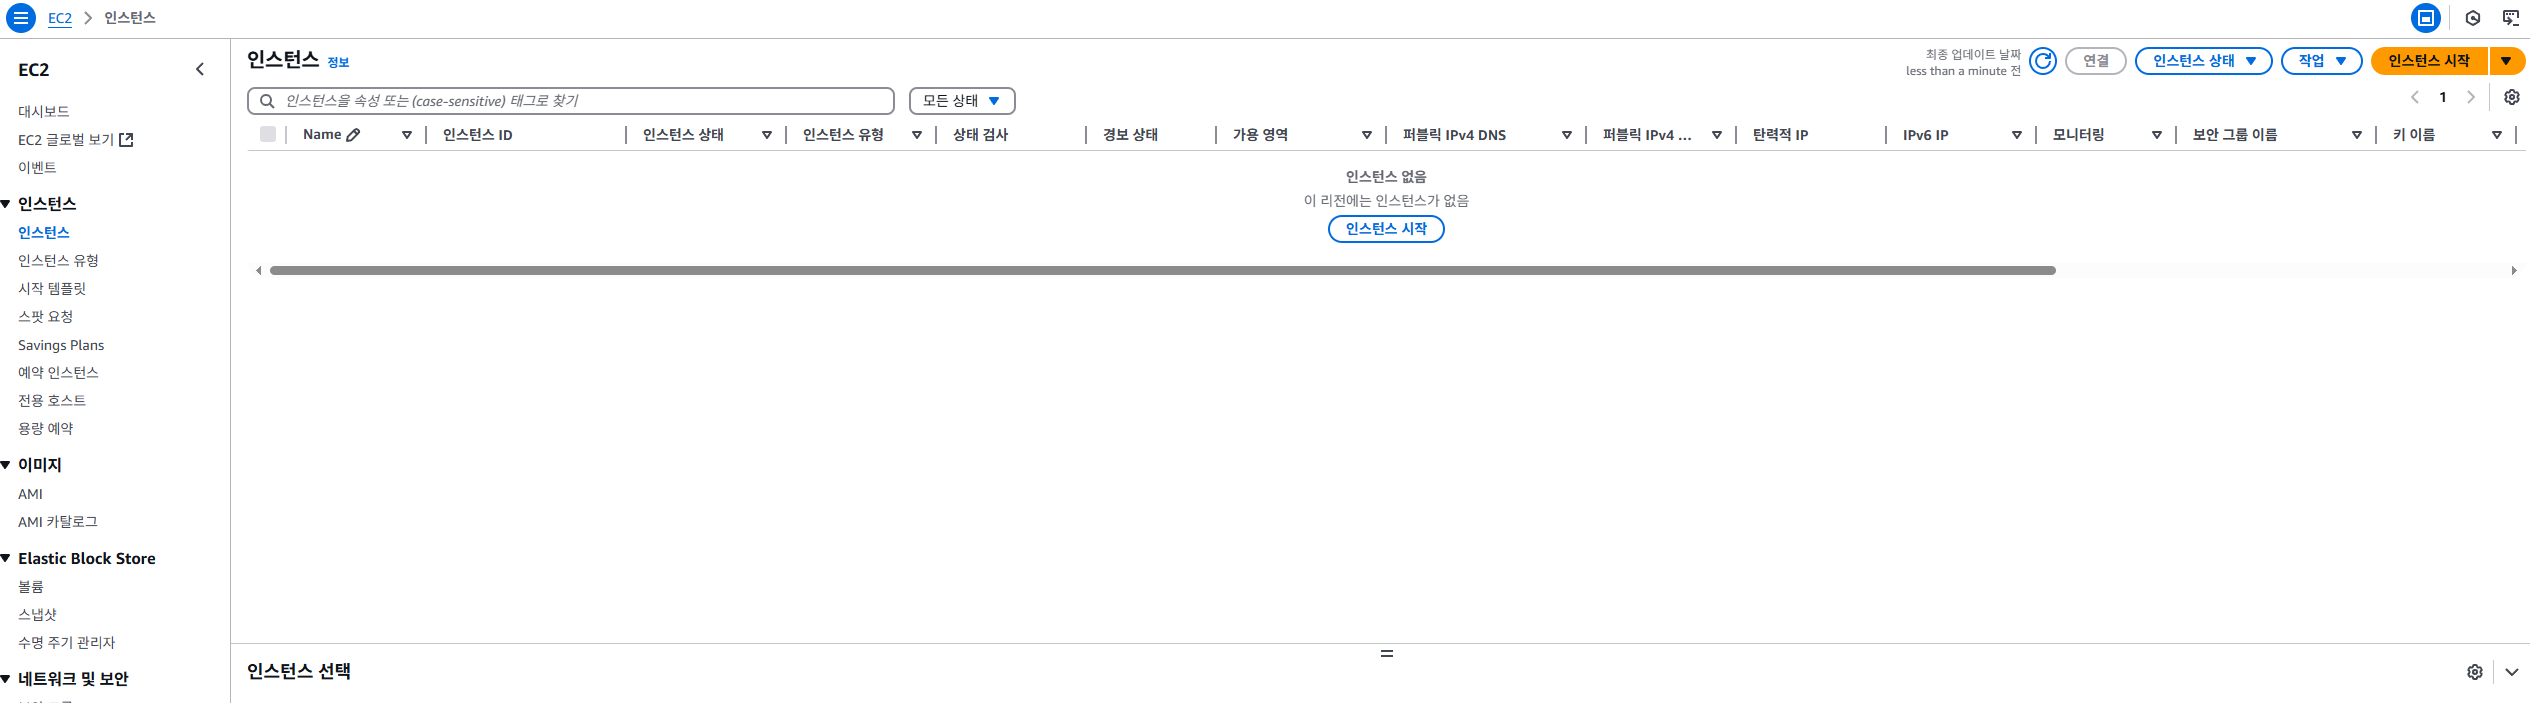 EC2 > 인스턴스
EC2
대시보드
EC2 글로벌 보기
이벤트
인스턴스
인스턴스
인스턴스 유형
시작 템플릿
스팟 요청
Savings Plans
예약 인스턴스
전용 호스트
용량 예약
이미지
AMI
AMI 카탈로그
Elastic Block Store
볼륨
스냅샷
수명 주기 관리자
네트워크 및 보안
인스턴스 정보
최종 업데이트 날짜
less than a minute 전
연결 인스턴스 상태 작업 인스턴스 시작
인스턴스을 속성 또는 (case-sensitive) 태그로 찾기 모든 상태
1
Name 인스턴스 ID 인스턴스 상태 인스턴스 유형 상태 검사 경보 상태 가용 영역 퍼블릭 IPv4 DNS 퍼블릭 IPv4 ... 탄력적 IP IPv6 IP 모니터링 보안 그룹 이름 키 이름
인스턴스 없음
이 리전에는 인스턴스가 없음
인스턴스 시작
인스턴스 선택